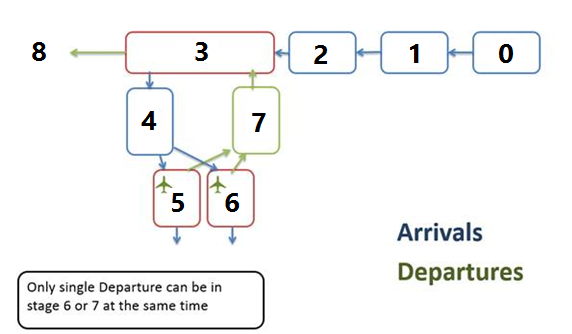 8 3 2 1 0
4 7
5 6
Arrivals
Departures
Only single Departure can be in
stage 6 or 7 at the same time